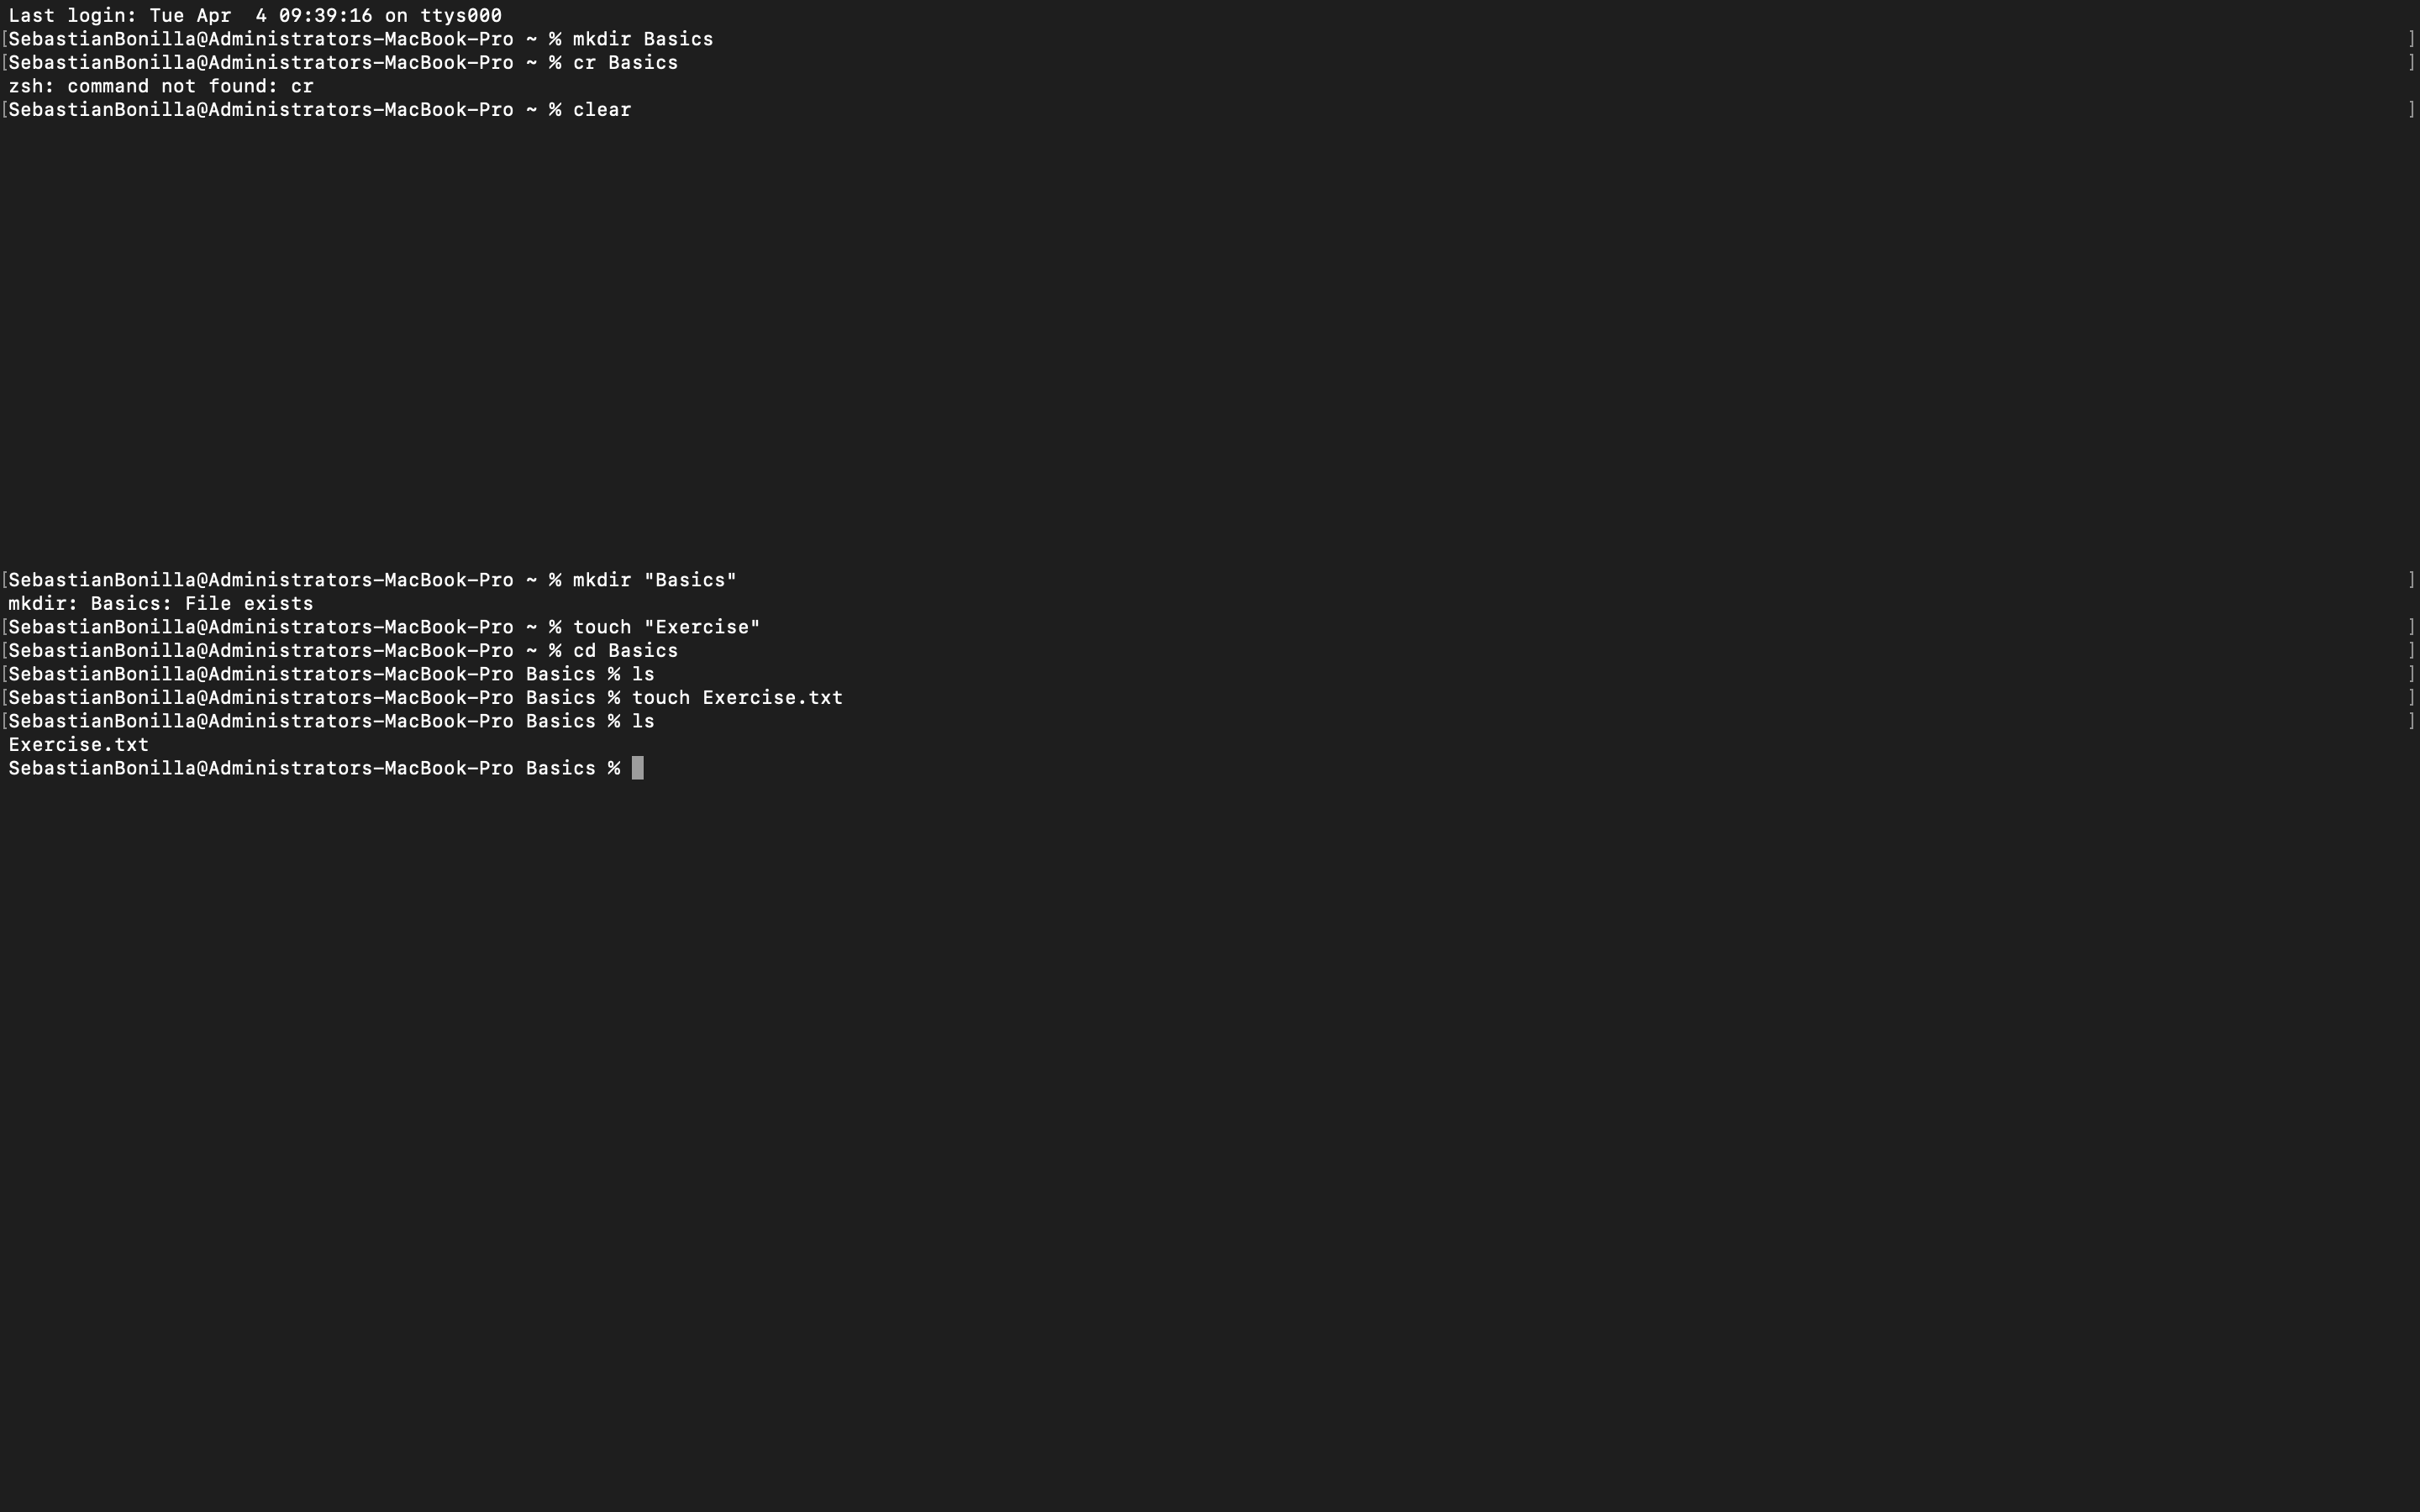 Last login: Tue Apr  4 09:39:16 on ttys000
[SebastianBonilla@Administrators-MacBook-Pro ~ % mkdir Basics ]
[SebastianBonilla@Administrators-MacBook-Pro ~ % cr Basics ]
zsh: command not found: cr
[SebastianBonilla@Administrators-MacBook-Pro ~ % clear ]
[SebastianBonilla@Administrators-MacBook-Pro ~ % mkdir "Basics" ]
mkdir: Basics: File exists
[SebastianBonilla@Administrators-MacBook-Pro ~ % touch "Exercise" ]
[SebastianBonilla@Administrators-MacBook-Pro ~ % cd Basics ]
[SebastianBonilla@Administrators-MacBook-Pro Basics % ls ]
[SebastianBonilla@Administrators-MacBook-Pro Basics % touch Exercise.txt ]
[SebastianBonilla@Administrators-MacBook-Pro Basics % ls ]
Exercise.txt
SebastianBonilla@Administrators-MacBook-Pro Basics %